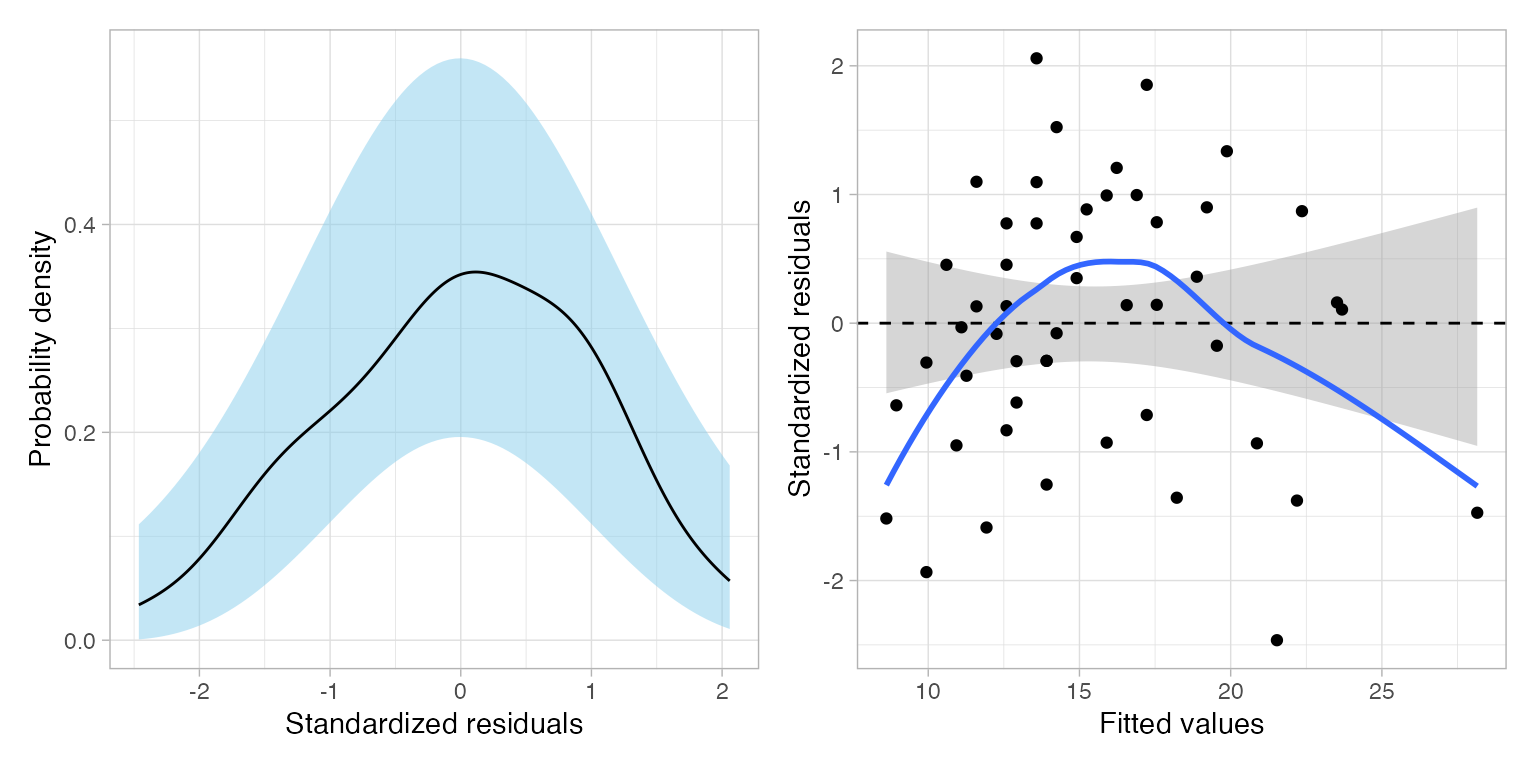 Probability density
0.4
0.2
0.0
-2 -1 0 1 2
Standardized residuals
Standardized residuals
2
1
0
-1
-2
10 15 20 25
Fitted values